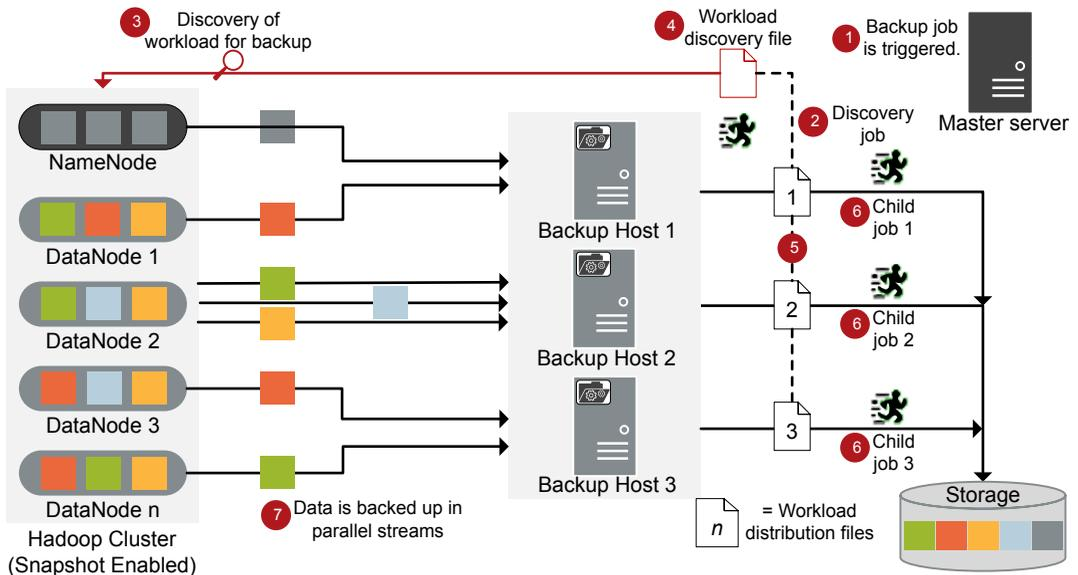 3
Discovery of
workload for backup
4
Workload
discovery file
1
Backup job
is triggered.
Master server
2
Discovery
job
NameNode
DataNode 1
DataNode 2
DataNode 3
DataNode n
Hadoop Cluster
(Snapshot Enabled)
Backup Host 1
Backup Host 2
Backup Host 3
1
6
Child
job 1
5
2
6
Child
job 2
3
6
Child
job 3
7
Data is backed up in
parallel streams
n
= Workload
distribution files
Storage